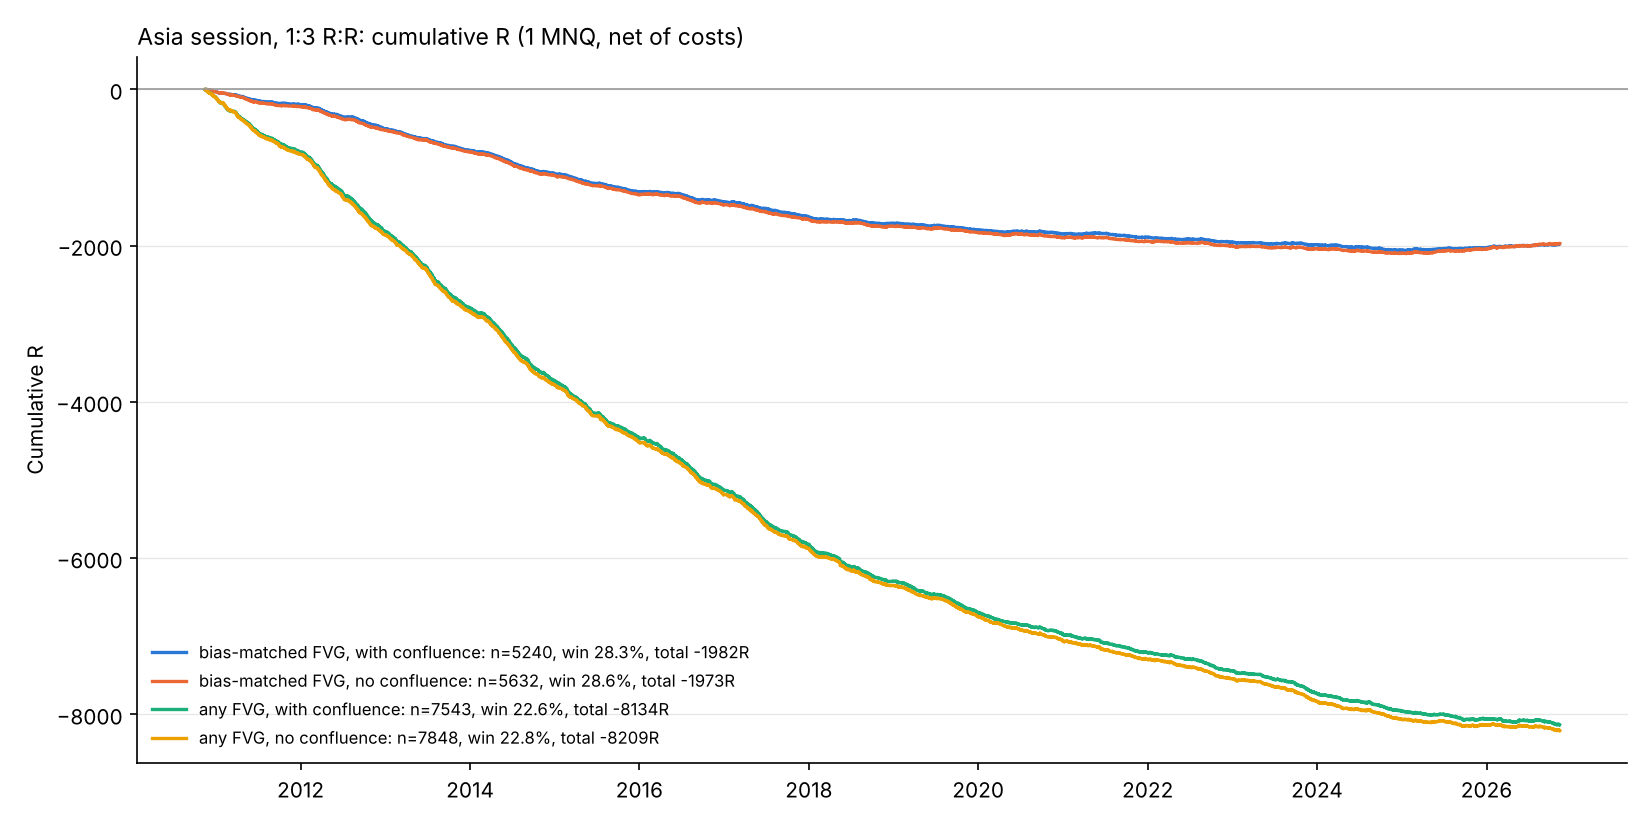 Asia session, 1:3 R:R: cumulative R (1 MNQ, net of costs)
Cumulative R
0
−2000
−4000
−6000
−8000
bias-matched FVG, with confluence: n=5240, win 28.3%, total -1982R
bias-matched FVG, no confluence: n=5632, win 28.6%, total -1973R
any FVG, with confluence: n=7543, win 22.6%, total -8134R
any FVG, no confluence: n=7848, win 22.8%, total -8209R
2012 2014 2016 2018 2020 2022 2024 2026